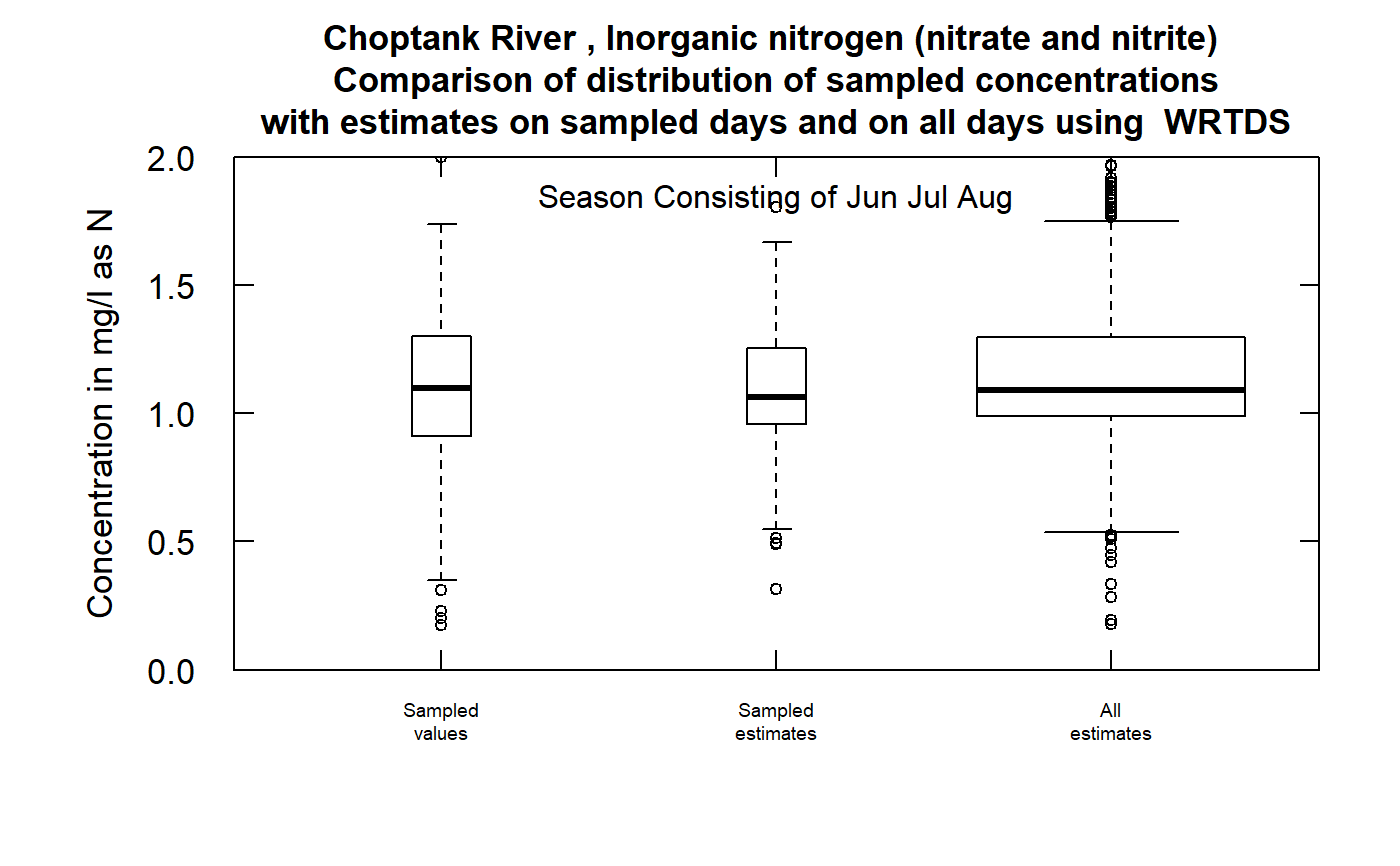 Choptank River , Inorganic nitrogen (nitrate and nitrite)
Comparison of distribution of sampled concentrations
with estimates on sampled days and on all days using  WRTDS
Season Consisting of Jun Jul Aug
Concentration in mg/l as N
2.0
1.5
1.0
0.5
0.0
Sampled
values
Sampled
estimates
All
estimates